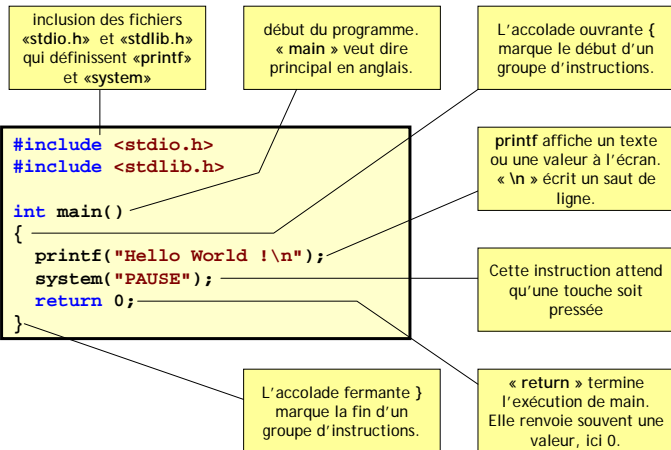 inclusion des fichiers
«stdio.h» et «stdlib.h»
qui définissent «printf»
et «system»
début du programme.
« main » veut dire
principal en anglais.
L'accolade ouvrante {
marque le début d'un
groupe d'instructions.
#include <stdio.h>
#include <stdlib.h>
int main()
{
printf("Hello World !\n");
system("PAUSE");
return 0;
}
printf affiche un texte
ou une valeur à l'écran.
« \n » écrit un saut de
ligne.
Cette instruction attend
qu'une touche soit
pressée
L'accolade fermante }
marque la fin d'un
groupe d'instructions.
« return » termine
l'exécution de main.
Elle renvoie souvent une
valeur, ici 0.